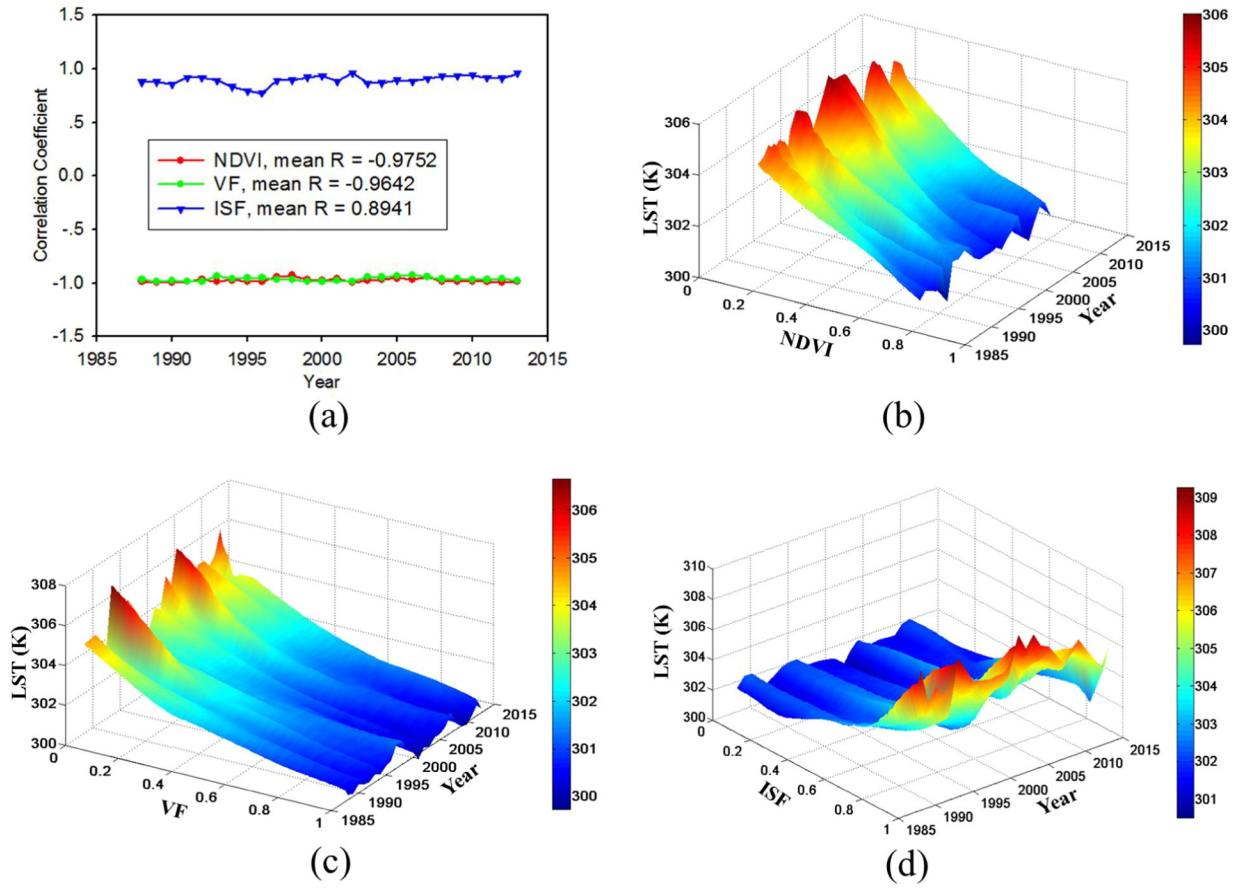 1.5
1.0
.5
0.0
-.5
-1.0
-1.5
Correlation Coefficient
NDVI, mean R = -0.9752
VF, mean R = -0.9642
ISF, mean R = 0.8941
1985 1990 1995 2000 2005 2010 2015
Year
(a)
306
304
302
300
LST (K)
0 0.2 0.4 0.6 0.8 1
NDVI
1985 1990 1995 2000 2005 2010 2015
Year
306
305
304
303
302
301
300
(b)
308
306
304
302
300
LST (K)
0 0.2 0.4 0.6 0.8 1
VF
1985 1990 1995 2000 2005 2010 2015
Year
306
305
304
303
302
301
300
(c)
310
308
306
304
302
300
LST (K)
0 0.2 0.4 0.6 0.8 1
ISF
1985 1990 1995 2000 2005 2010 2015
Year
309
308
307
306
305
304
303
302
301
(d)